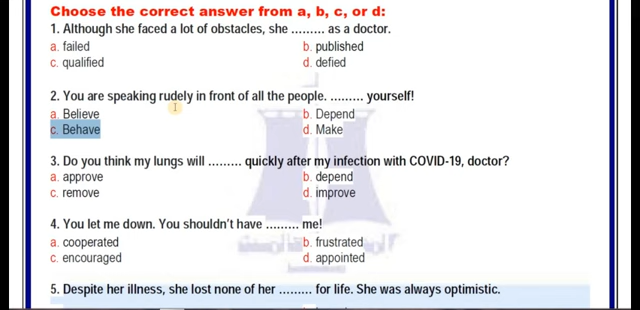 Choose the correct answer from a, b, c, or d:
1. Although she faced a lot of obstacles, she ......... as a doctor.
a. failed b. published
c. qualified d. defied
2. You are speaking rudely in front of all the people. ......... yourself!
a. Believe b. Depend
c. Behave d. Make
3. Do you think my lungs will ......... quickly after my infection with COVID-19, doctor?
a. approve b. depend
c. remove d. improve
4. You let me down. You shouldn't have ......... me!
a. cooperated b. frustrated
c. encouraged d. appointed
5. Despite her illness, she lost none of her ......... for life. She was always optimistic.